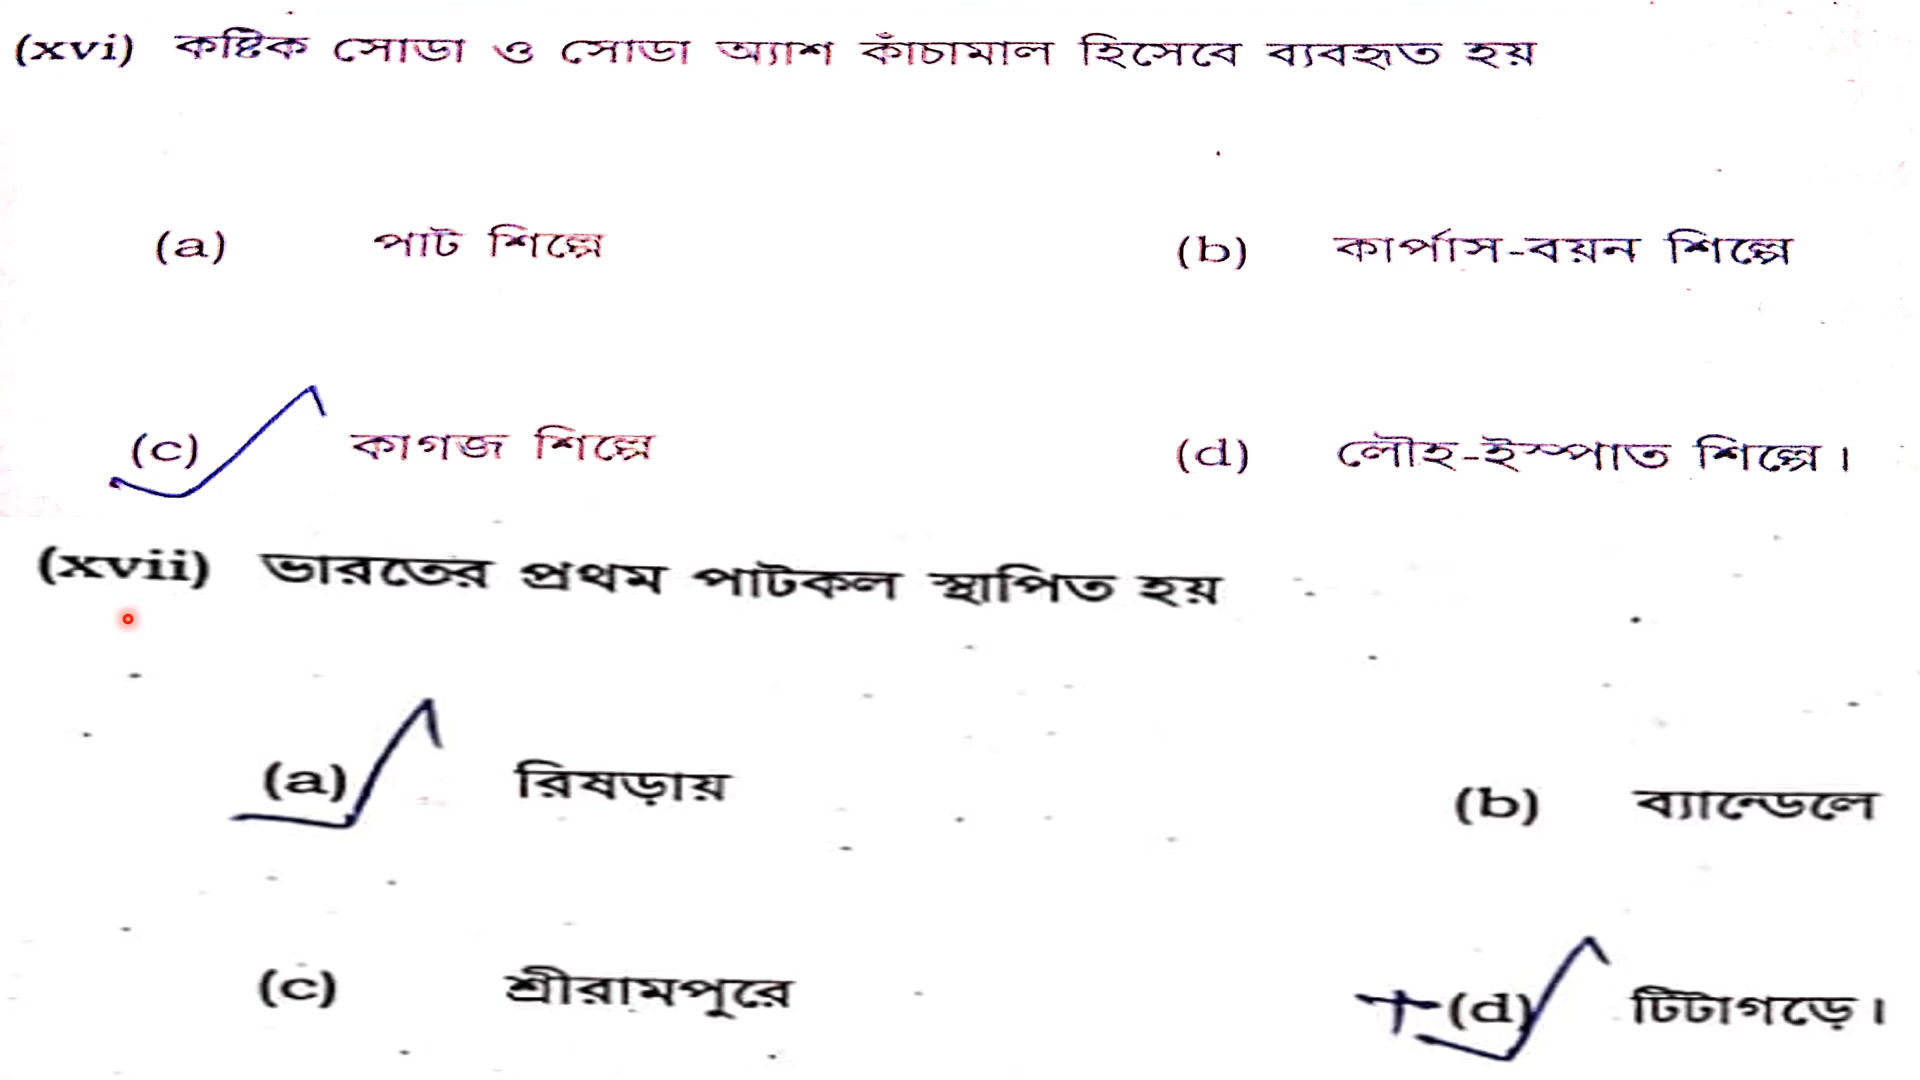 (xvi) কষ্টিক সোডা ও সোডা অ্যাশ কাঁচামাল হিসেবে ব্যবহৃত হয়
(a) পাট শিল্পে (b) কার্পাস-বয়ন শিল্পে
(c) কাগজ শিল্পে (d) লৌহ-ইস্পাত শিল্পে।
(xvii) ভারতের প্রথম পাটকল স্থাপিত হয়
(a) রিষড়ায় (b) ব্যান্ডেলে
(c) শ্রীরামপুরে (d) টিটাগড়ে।